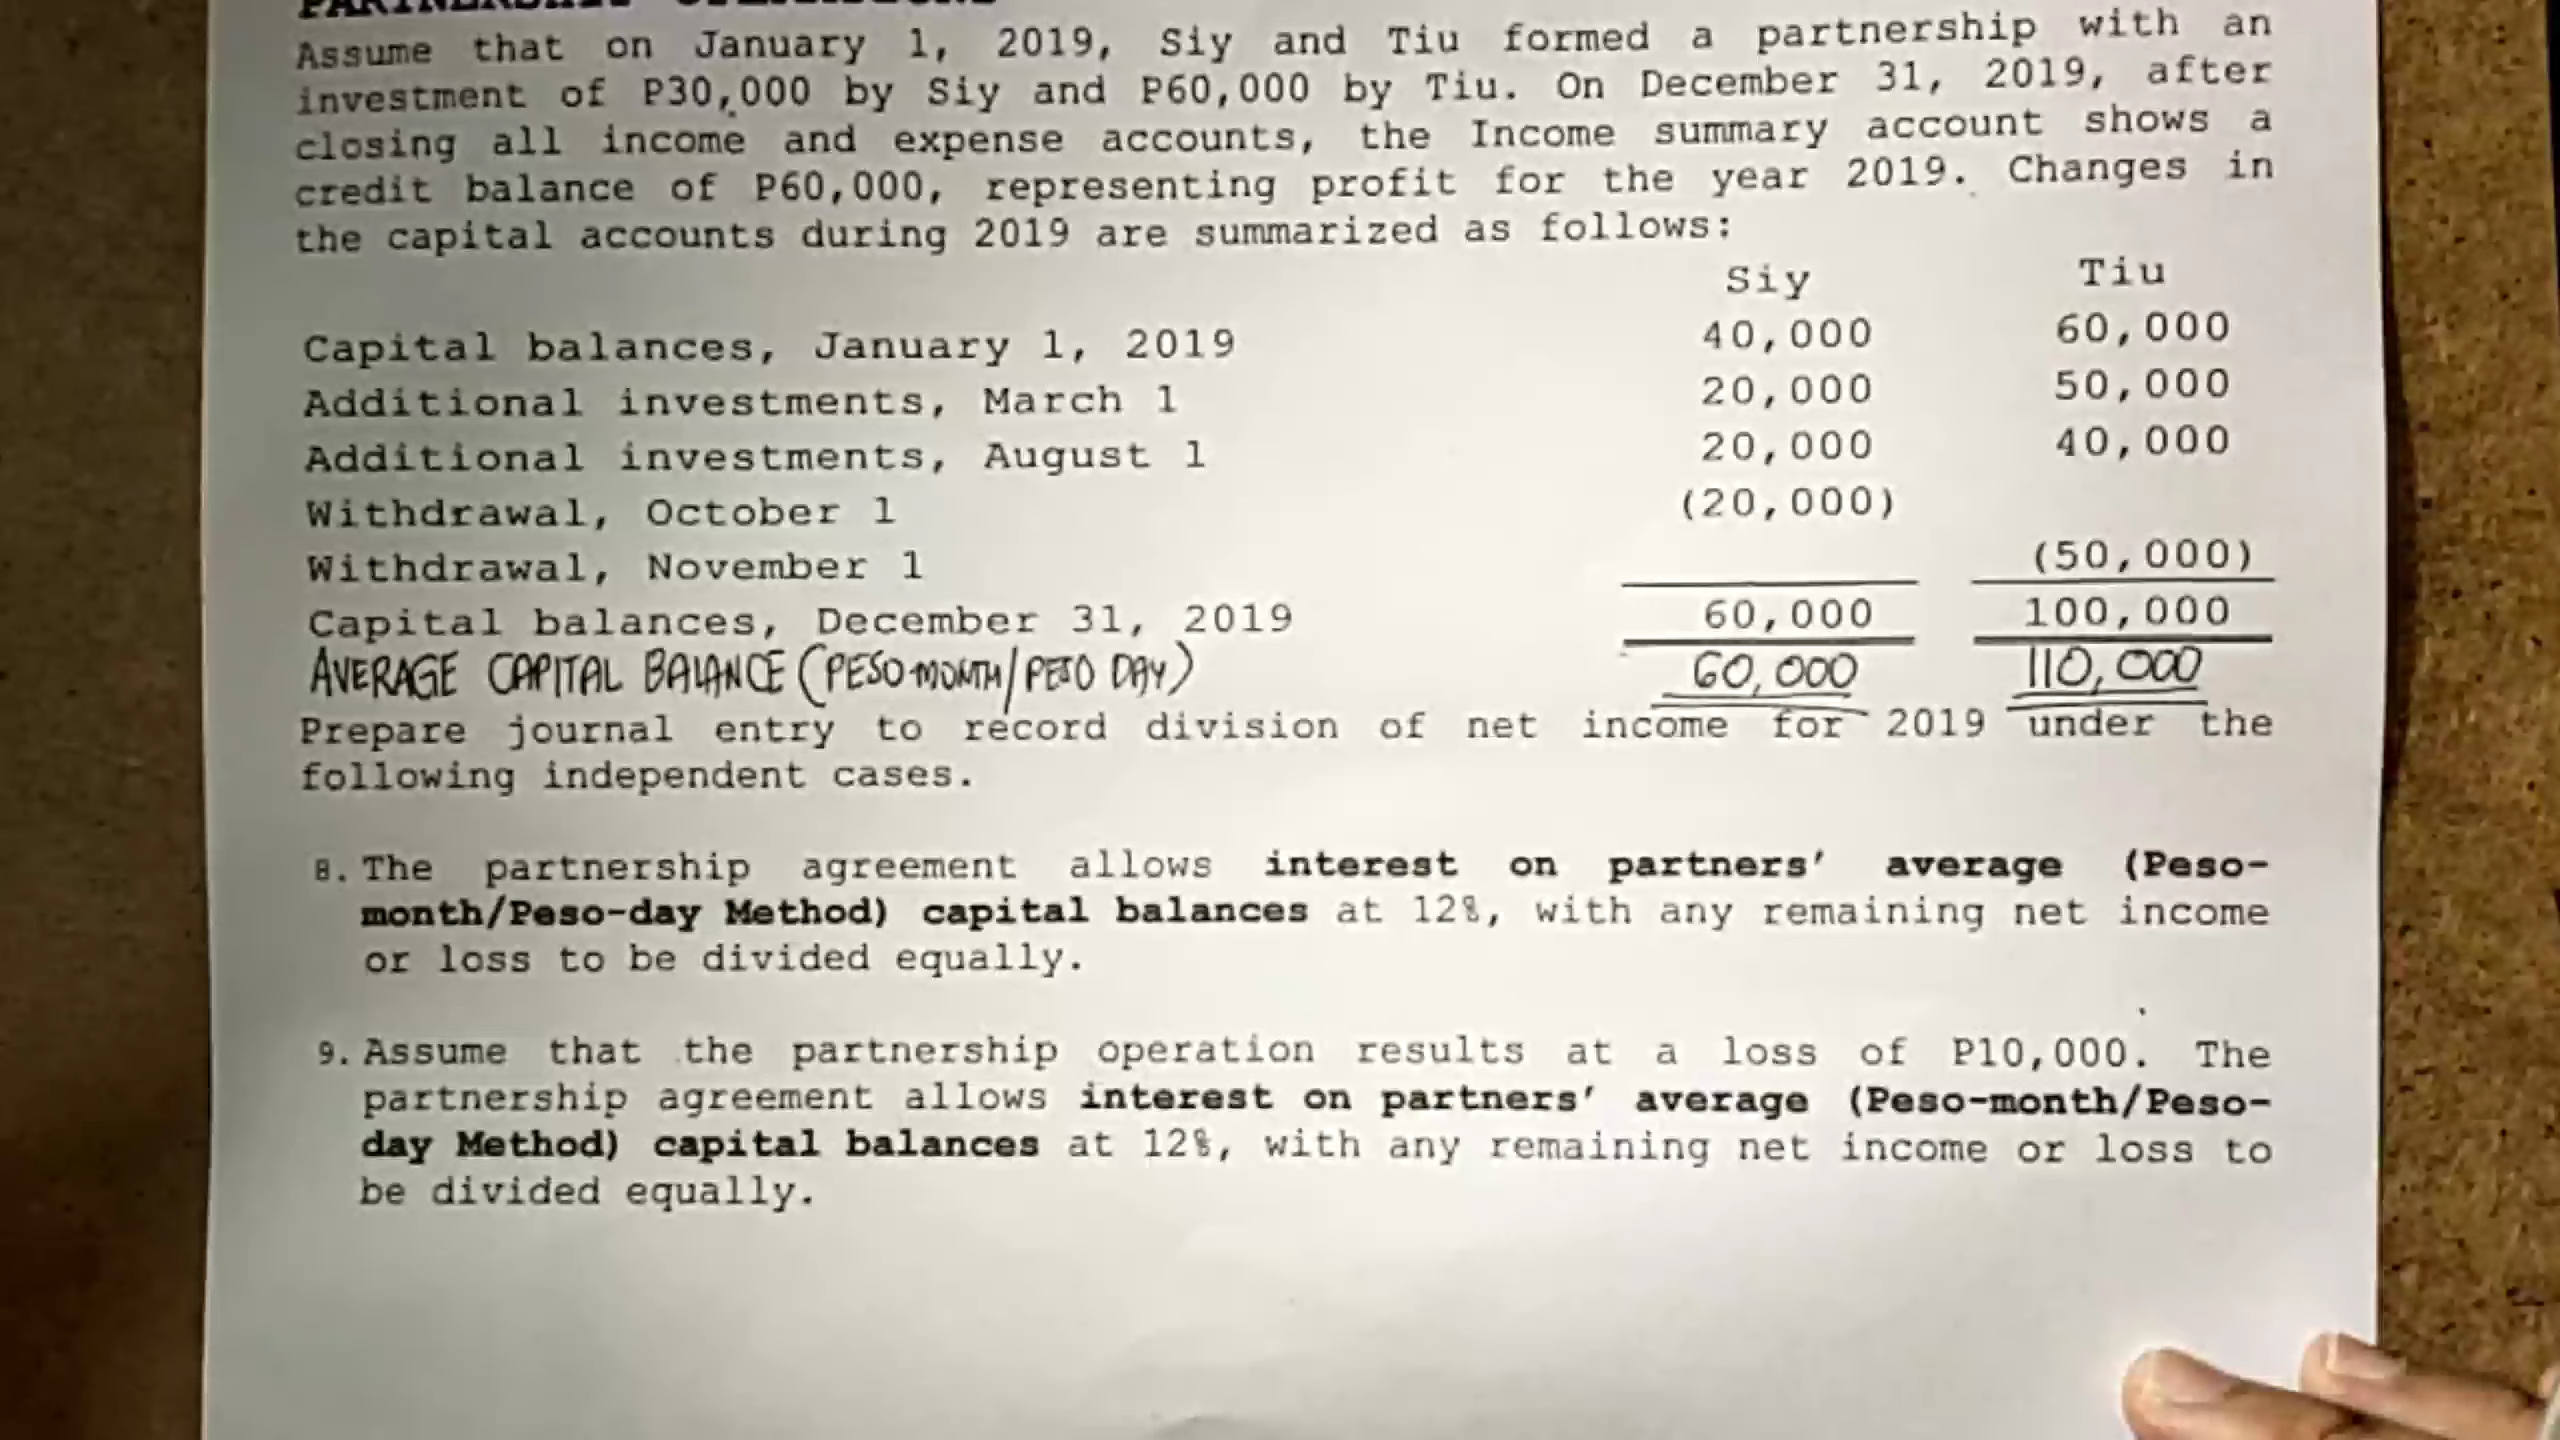 PARTNERSHIP OPERATIONS
Assume that on January 1, 2019, Siy and Tiu formed a partnership with an
investment of P30,000 by Siy and P60,000 by Tiu. On December 31, 2019, after
closing all income and expense accounts, the Income summary account shows a
credit balance of P60,000, representing profit for the year 2019. Changes in
the capital accounts during 2019 are summarized as follows:
Siy Tiu
Capital balances, January 1, 2019 40,000 60,000
Additional investments, March 1 20,000 50,000
Additional investments, August 1 20,000 40,000
Withdrawal, October 1 (20,000)
Withdrawal, November 1 (50,000)
Capital balances, December 31, 2019 60,000 100,000
AVERAGE CAPITAL BALANCE (PESO-MONTH/PESO DAY) 60,000 110,000
Prepare journal entry to record division of net income for 2019 under the
following independent cases.
8. The partnership agreement allows interest on partners' average (Peso-
month/Peso-day Method) capital balances at 12%, with any remaining net income
or loss to be divided equally.
9. Assume that the partnership operation results at a loss of P10,000. The
partnership agreement allows interest on partners' average (Peso-month/Peso-
day Method) capital balances at 12%, with any remaining net income or loss to
be divided equally.